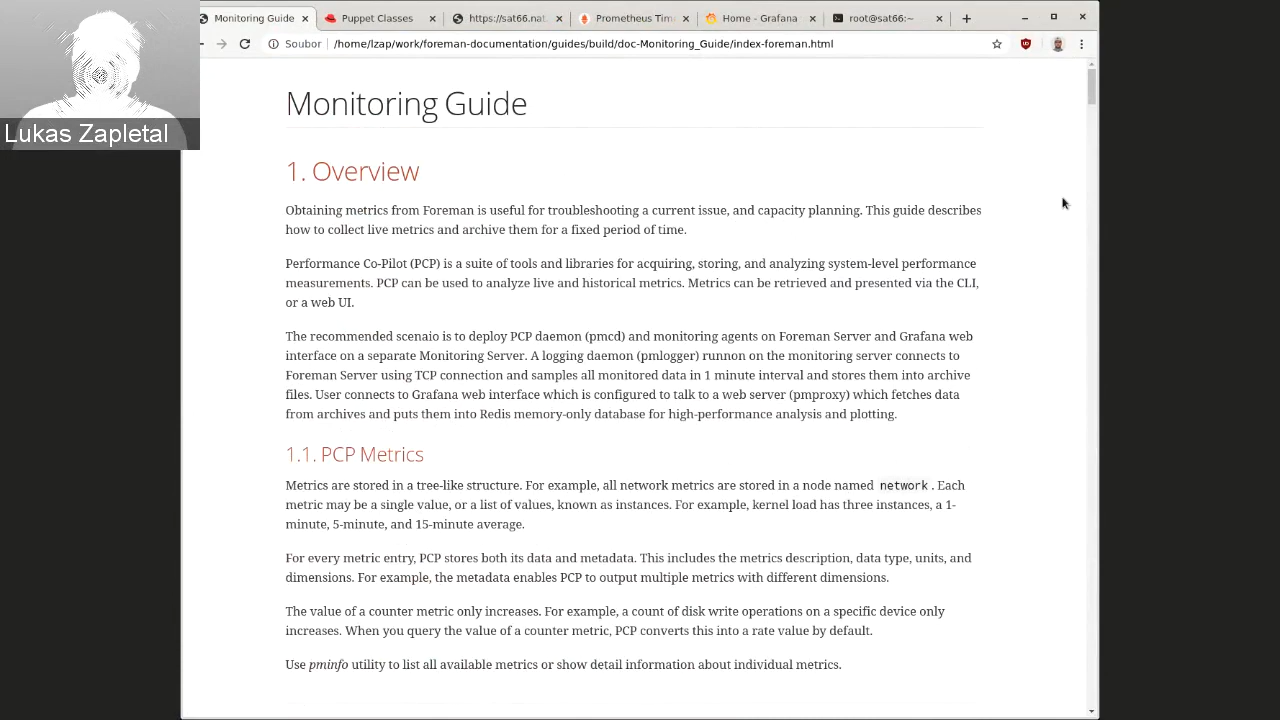 Monitoring Guide
Puppet Classes
https://sat66.nat
Prometheus Tim
Home - Grafana
root@sat66:~
Soubor
/home/lzap/work/foreman-documentation/guides/build/doc-Monitoring_Guide/index-foreman.html
Lukas Zapletal
Monitoring Guide
1. Overview
Obtaining metrics from Foreman is useful for troubleshooting a current issue, and capacity planning. This guide describes
how to collect live metrics and archive them for a fixed period of time.
Performance Co-Pilot (PCP) is a suite of tools and libraries for acquiring, storing, and analyzing system-level performance
measurements. PCP can be used to analyze live and historical metrics. Metrics can be retrieved and presented via the CLI,
or a web UI.
The recommended scenaio is to deploy PCP daemon (pmcd) and monitoring agents on Foreman Server and Grafana web
interface on a separate Monitoring Server. A logging daemon (pmlogger) runnon on the monitoring server connects to
Foreman Server using TCP connection and samples all monitored data in 1 minute interval and stores them into archive
files. User connects to Grafana web interface which is configured to talk to a web server (pmproxy) which fetches data
from archives and puts them into Redis memory-only database for high-performance analysis and plotting.
1.1. PCP Metrics
Metrics are stored in a tree-like structure. For example, all network metrics are stored in a node named network . Each
metric may be a single value, or a list of values, known as instances. For example, kernel load has three instances, a 1-
minute, 5-minute, and 15-minute average.
For every metric entry, PCP stores both its data and metadata. This includes the metrics description, data type, units, and
dimensions. For example, the metadata enables PCP to output multiple metrics with different dimensions.
The value of a counter metric only increases. For example, a count of disk write operations on a specific device only
increases. When you query the value of a counter metric, PCP converts this into a rate value by default.
Use pminfo utility to list all available metrics or show detail information about individual metrics.